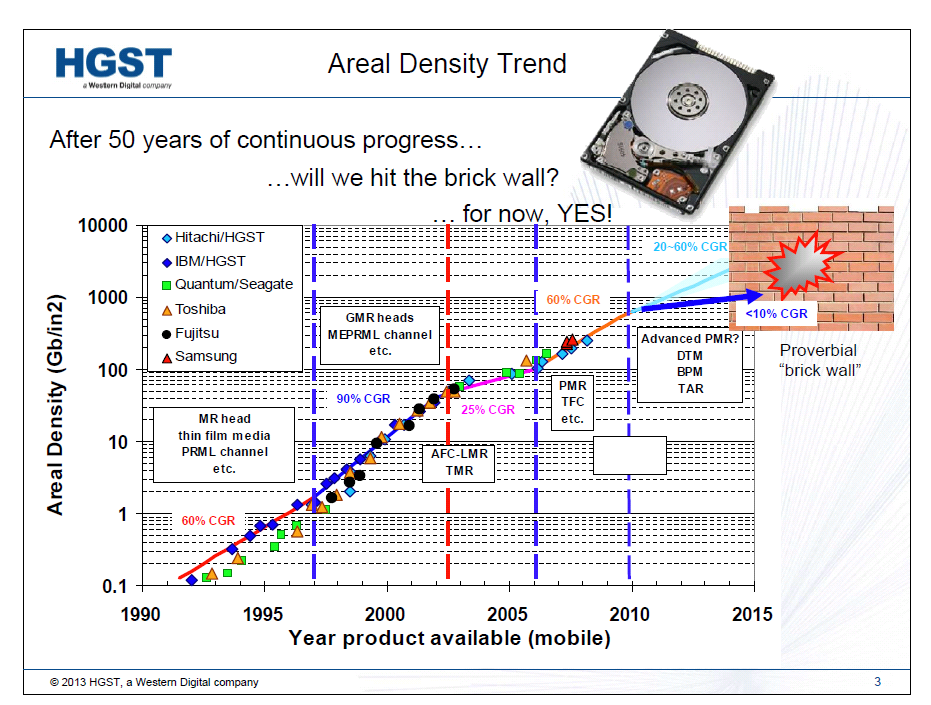 HGST
a Western Digital company
Areal Density Trend
After 50 years of continuous progress…
…will we hit the brick wall?
… for now, YES!
10000
1000
100
10
1
0.1
Areal Density (Gb/in2)
Hitachi/HGST
IBM/HGST
Quantum/Seagate
Toshiba
Fujitsu
Samsung
GMR heads
MEPRML channel
etc.
MR head
thin film media
PRML channel
etc.
60% CGR
90% CGR
25% CGR
AFC-LMR
TMR
60% CGR
PMR
TFC
etc.
20~60% CGR
<10% CGR
Advanced PMR?
DTM
BPM
TAR
Proverbial
“brick wall”
1990
1995
2000
2005
2010
2015
Year product available (mobile)
© 2013 HGST, a Western Digital company
3